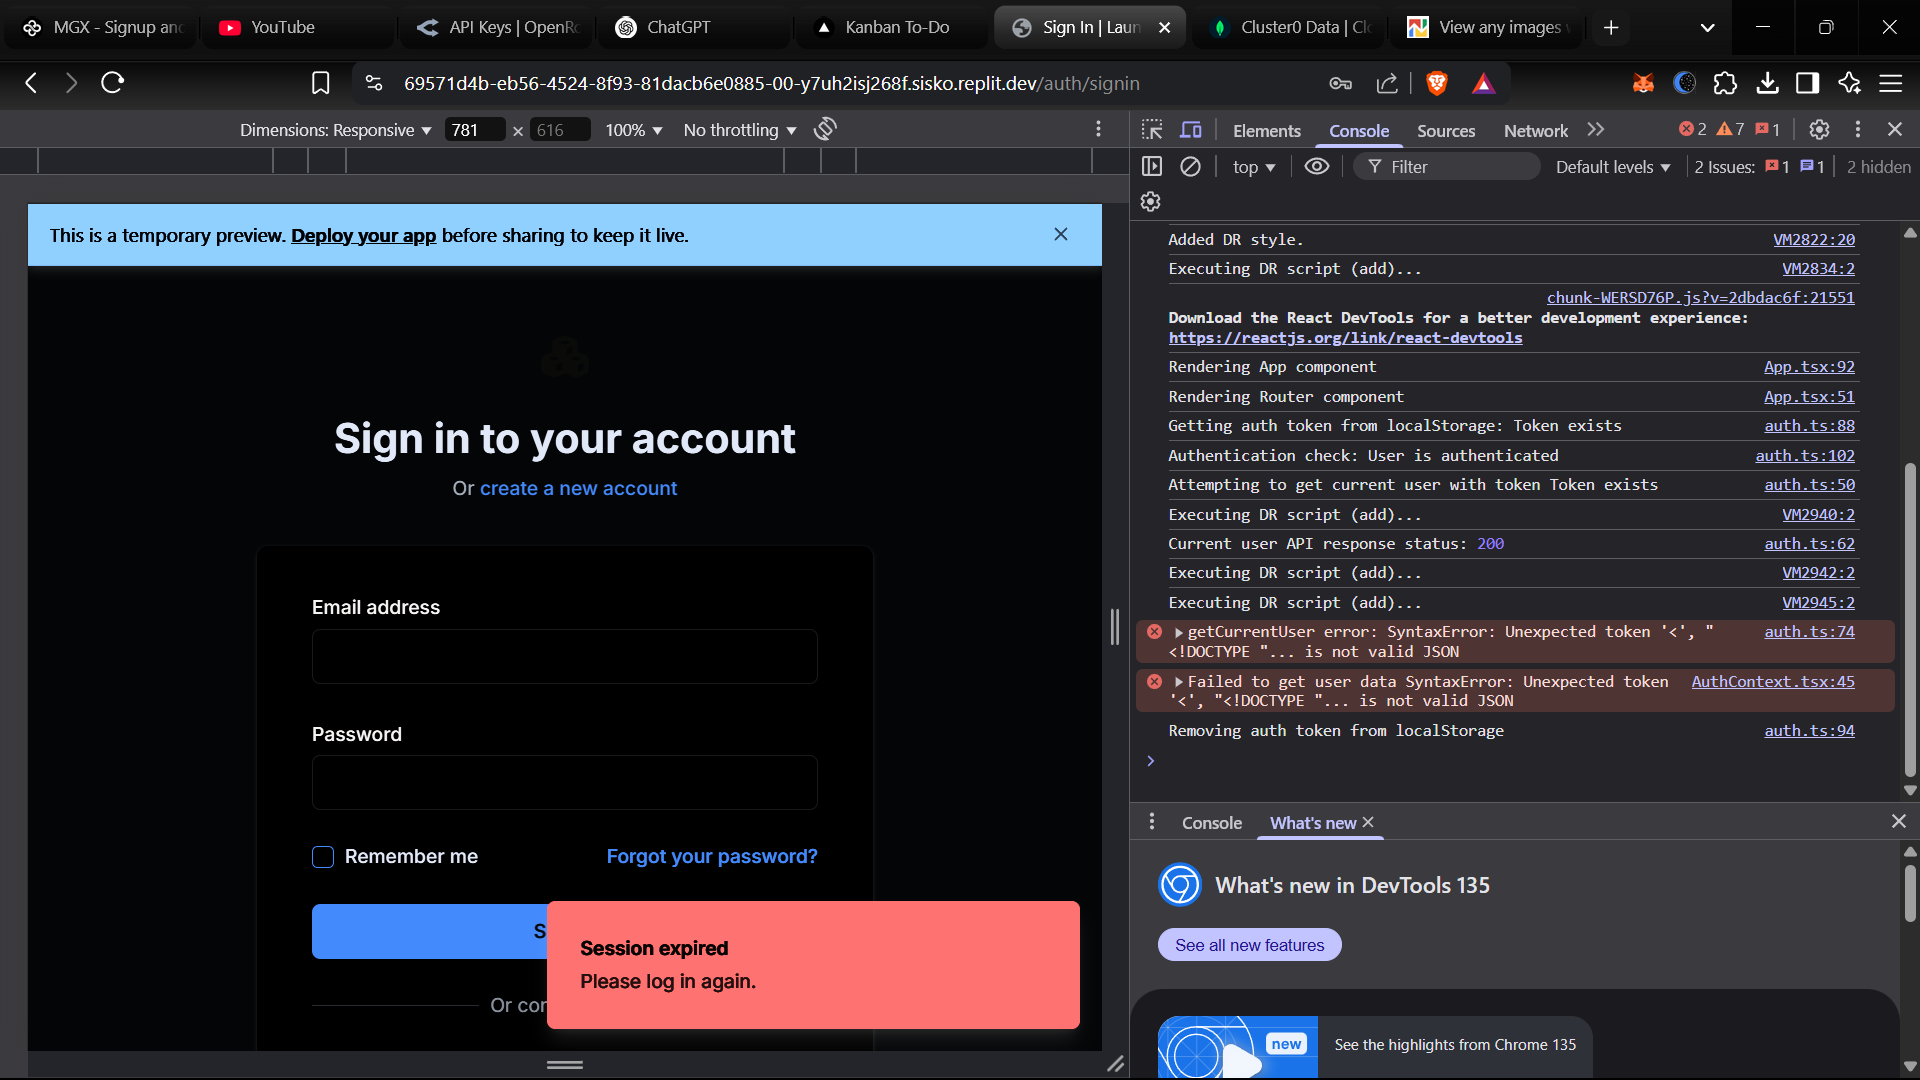 MGX - Signup and
YouTube
API Keys | OpenRo
ChatGPT
Kanban To-Do
Sign In | Laun
Cluster0 Data | Clo
View any images
69571d4b-eb56-4524-8f93-81dacb6e0885-00-y7uh2isj268f.sisko.replit.dev/auth/signin
Dimensions: Responsive
781
×
616
100%
No throttling
Elements
Console
Sources
Network
2
7
1
top
Filter
Default levels
2 Issues:
1
1
2 hidden
This is a temporary preview. Deploy your app before sharing to keep it live.
Sign in to your account
Or create a new account
Email address
Password
Remember me
Forgot your password?
S
Session expired
Please log in again.
Or con
Added DR style.
VM2822:20
Executing DR script (add)...
VM2834:2
chunk-WERSD76P.js?v=2dbdac6f:21551
Download the React DevTools for a better development experience:
https://reactjs.org/link/react-devtools
Rendering App component
App.tsx:92
Rendering Router component
App.tsx:51
Getting auth token from localStorage: Token exists
auth.ts:88
Authentication check: User is authenticated
auth.ts:102
Attempting to get current user with token Token exists
auth.ts:50
Executing DR script (add)...
VM2940:2
Current user API response status: 200
auth.ts:62
Executing DR script (add)...
VM2942:2
Executing DR script (add)...
VM2945:2
getCurrentUser error: SyntaxError: Unexpected token '<', "
auth.ts:74
<!DOCTYPE "... is not valid JSON
Failed to get user data SyntaxError: Unexpected token
AuthContext.tsx:45
'<', "<!DOCTYPE "... is not valid JSON
Removing auth token from localStorage
auth.ts:94
Console
What's new
What's new in DevTools 135
See all new features
new
See the highlights from Chrome 135